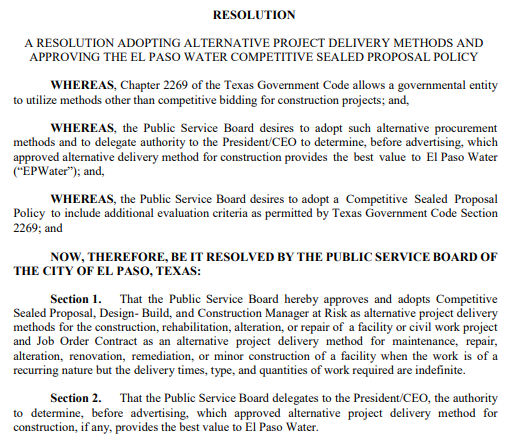 RESOLUTION
A RESOLUTION ADOPTING ALTERNATIVE PROJECT DELIVERY METHODS AND
APPROVING THE EL PASO WATER COMPETITIVE SEALED PROPOSAL POLICY
WHEREAS, Chapter 2269 of the Texas Government Code allows a governmental entity
to utilize methods other than competitive bidding for construction projects; and,
WHEREAS, the Public Service Board desires to adopt such alternative procurement
methods and to delegate authority to the President/CEO to determine, before advertising, which
approved alternative delivery method for construction provides the best value to El Paso Water
("EPWater"); and,
WHEREAS, the Public Service Board desires to adopt a Competitive Sealed Proposal
Policy to include additional evaluation criteria as permitted by Texas Government Code Section
2269; and
NOW, THEREFORE, BE IT RESOLVED BY THE PUBLIC SERVICE BOARD OF
THE CITY OF EL PASO, TEXAS:
Section 1. That the Public Service Board hereby approves and adopts Competitive
Sealed Proposal, Design- Build, and Construction Manager at Risk as alternative project delivery
methods for the construction, rehabilitation, alteration, or repair of a facility or civil work project
and Job Order Contract as an alternative project delivery method for maintenance, repair,
alteration, renovation, remediation, or minor construction of a facility when the work is of a
recurring nature but the delivery times, type, and quantities of work required are indefinite.
Section 2. That the Public Service Board delegates to the President/CEO, the authority
to determine, before advertising, which approved alternative project delivery method for
construction, if any, provides the best value to El Paso Water.